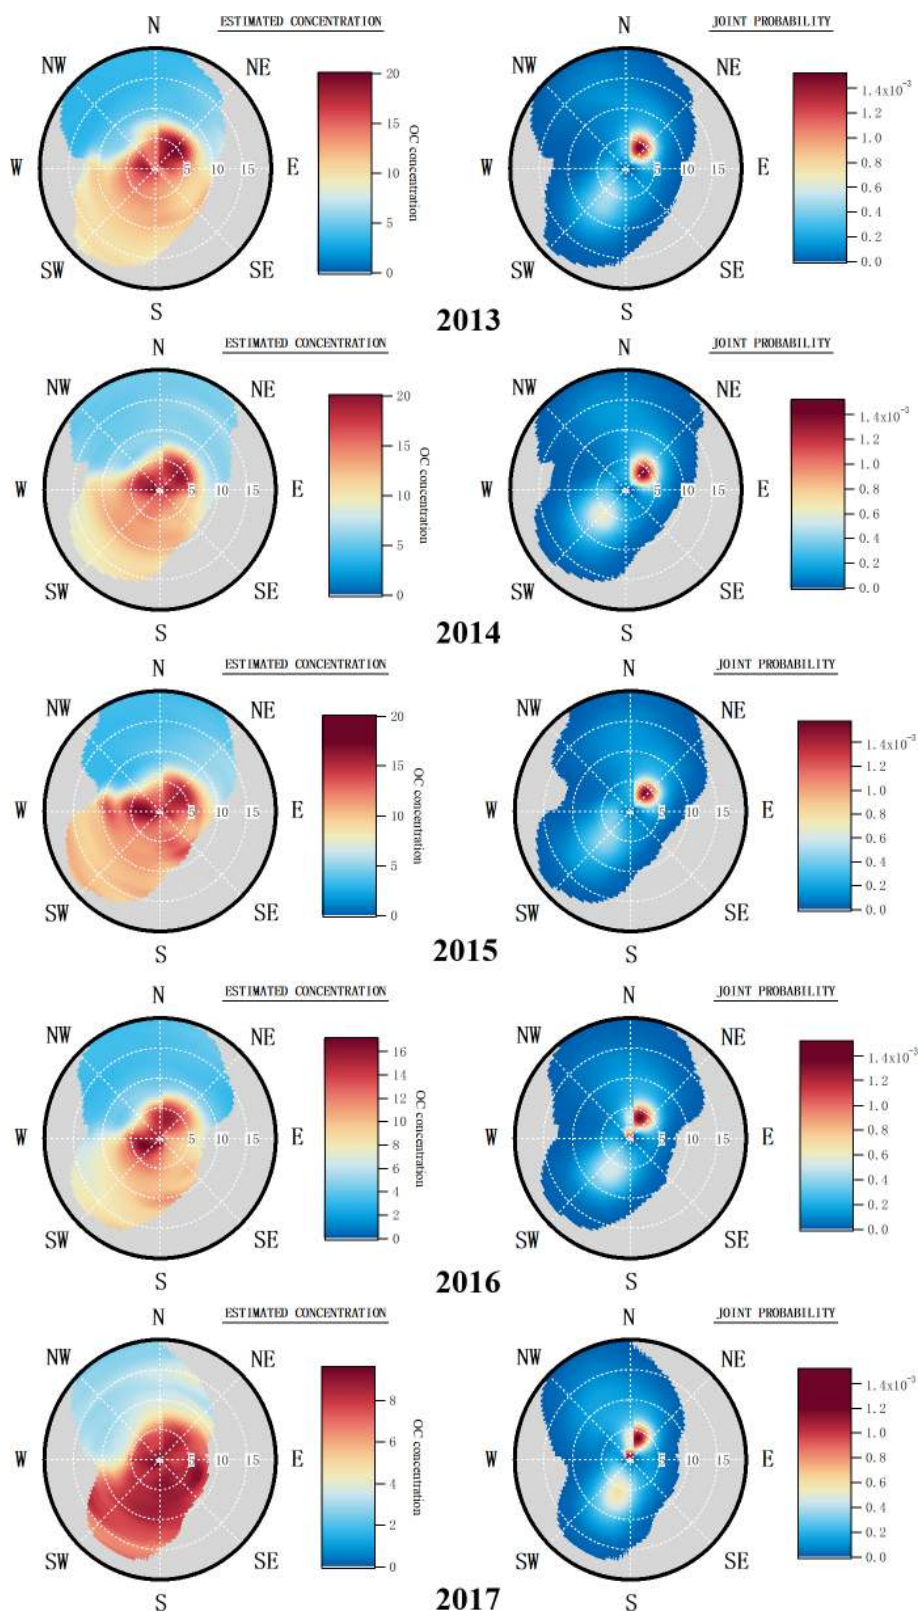 ESTIMATED CONCENTRATION
N
NW
NE
W
E
SW
SE
S
5 10 15
20
15
10
5
0
OC concentration
JOINT PROBABILITY
N
NW
NE
W
E
SW
SE
S
5 10 15
1.4x10⁻³
1.2
1.0
0.8
0.6
0.4
0.2
0.0
2013
ESTIMATED CONCENTRATION
N
NW
NE
W
E
SW
SE
S
5 10 15
20
15
10
5
0
OC concentration
JOINT PROBABILITY
N
NW
NE
W
E
SW
SE
S
5 10 15
1.4x10⁻³
1.2
1.0
0.8
0.6
0.4
0.2
0.0
2014
ESTIMATED CONCENTRATION
N
NW
NE
W
E
SW
SE
S
5 10 15
20
15
10
5
0
OC concentration
JOINT PROBABILITY
N
NW
NE
W
E
SW
SE
S
5 10 15
1.4x10⁻³
1.2
1.0
0.8
0.6
0.4
0.2
0.0
2015
ESTIMATED CONCENTRATION
N
NW
NE
W
E
SW
SE
S
5 10 15
16
14
12
10
8
6
4
2
0
OC concentration
JOINT PROBABILITY
N
NW
NE
W
E
SW
SE
S
5 10 15
1.4x10⁻³
1.2
1.0
0.8
0.6
0.4
0.2
0.0
2016
ESTIMATED CONCENTRATION
N
NW
NE
W
E
SW
SE
S
5 10 15
8
6
4
2
0
OC concentration
JOINT PROBABILITY
N
NW
NE
W
E
SW
SE
S
5 10 15
1.4x10⁻³
1.2
1.0
0.8
0.6
0.4
0.2
0.0
2017